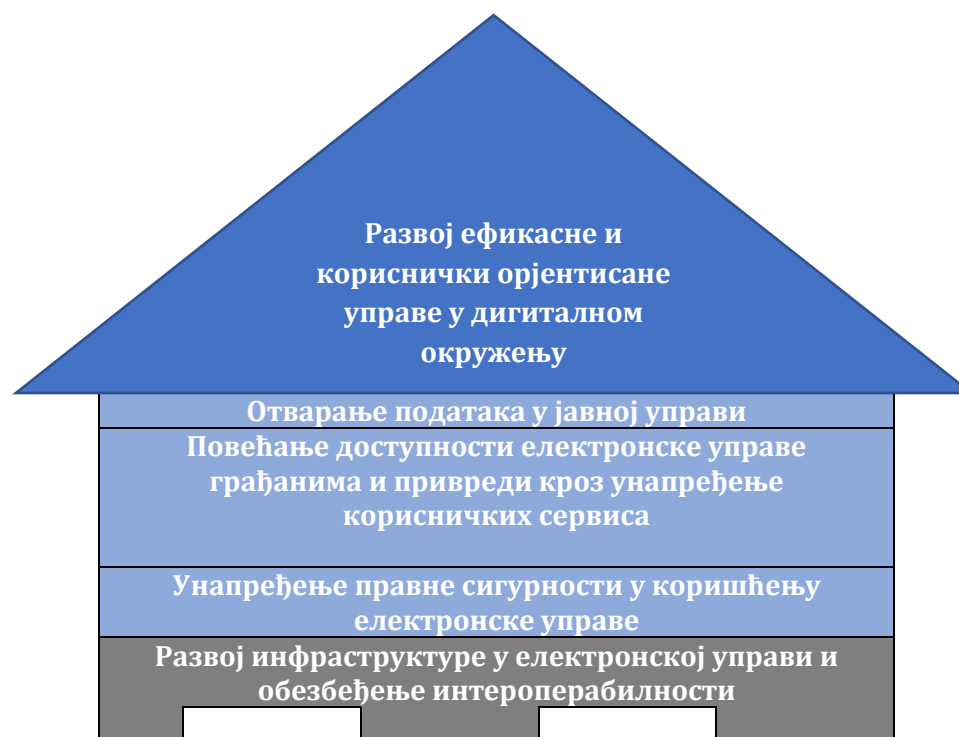 Развој ефикасне и
кориснички орјентисане
управе у дигиталном
окружењу
Отварање података у јавној управи
Повећање доступности електронске управе
грађанима и привреди кроз унапређење
корисничких сервиса
Унапређење правне сигурности у коришћењу
електронске управе
Развој инфраструктуре у електронској управи и
обезбеђење интероперабилности